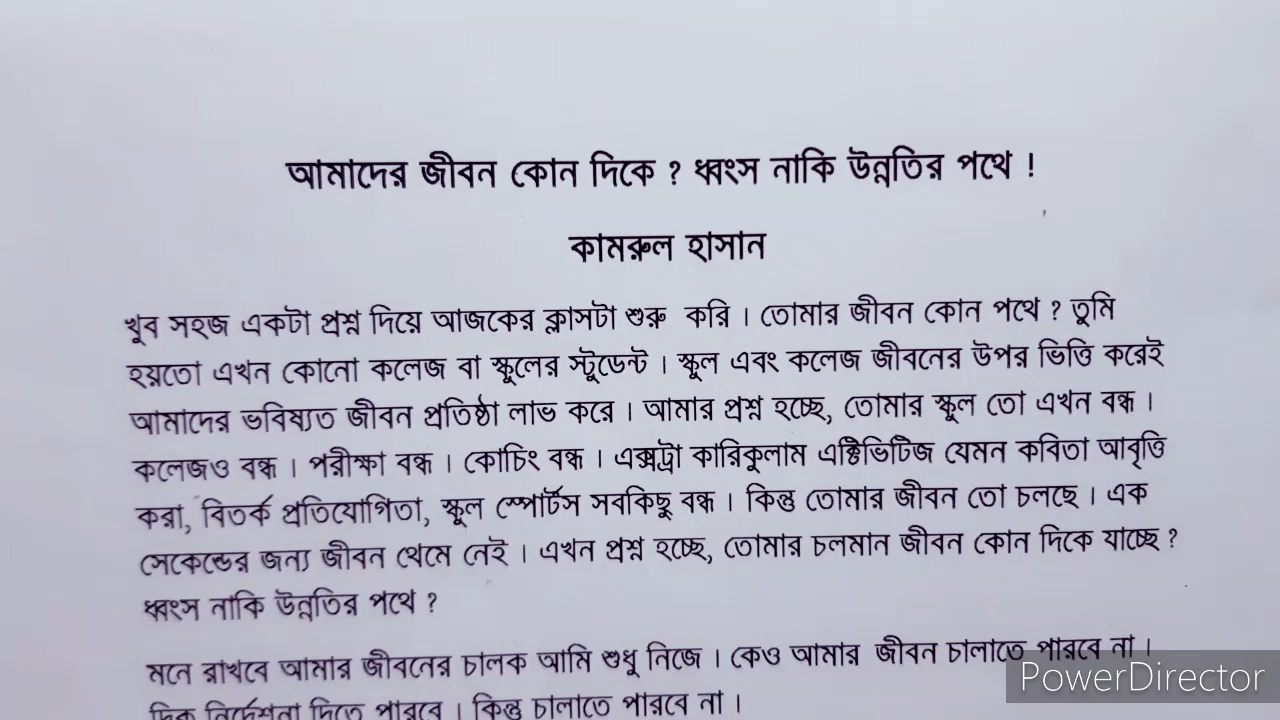 আমাদের জীবন কোন দিকে ? ধ্বংস নাকি উন্নতির পথে !
কামরুল হাসান
খুব সহজ একটা প্রশ্ন দিয়ে আজকের ক্লাসটা শুরু করি । তোমার জীবন কোন পথে ? তুমি
হয়তো এখন কোনো কলেজ বা স্কুলের স্টুডেন্ট । স্কুল এবং কলেজ জীবনের উপর ভিত্তি করেই
আমাদের ভবিষ্যত জীবন প্রতিষ্ঠা লাভ করে । আমার প্রশ্ন হচ্ছে, তোমার স্কুল তো এখন বন্ধ ।
কলেজও বন্ধ । পরীক্ষা বন্ধ । কোচিং বন্ধ । এক্সট্রা কারিকুলাম এক্টিভিটিজ যেমন কবিতা আবৃত্তি
করা, বিতর্ক প্রতিযোগিতা, স্কুল স্পোর্টস সবকিছু বন্ধ । কিন্তু তোমার জীবন তো চলছে । এক
সেকেন্ডের জন্য জীবন থেমে নেই । এখন প্রশ্ন হচ্ছে, তোমার চলমান জীবন কোন দিকে যাচ্ছে ?
ধ্বংস নাকি উন্নতির পথে ?
মনে রাখবে আমার জীবনের চালক আমি শুধু নিজে । কেও আমার জীবন চালাতে পারবে না ।
দিক নির্দেশনা দিতে পারবে । কিন্তু চালাতে পারবে না ।
PowerDirector